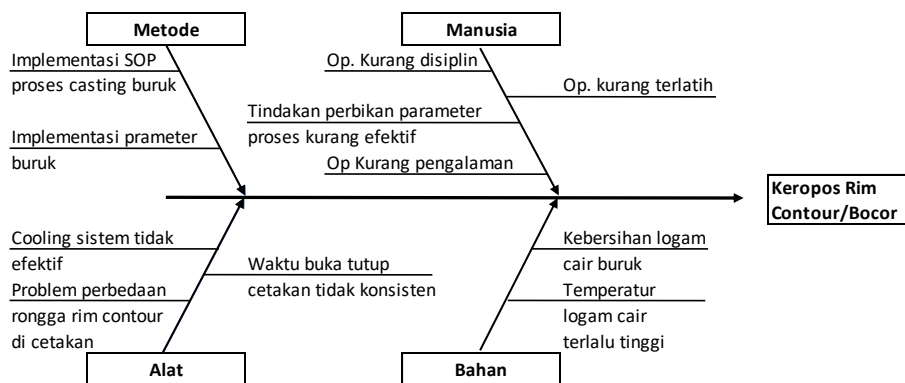 Metode
Manusia
Implementasi SOP
proses casting buruk
Implementasi prameter
buruk
Op. Kurang disiplin
Op. kurang terlatih
Tindakan perbikan parameter
proses kurang efektif
Op Kurang pengalaman
Keropos Rim
Contour/Bocor
Cooling sistem tidak
efektif
Problem perbedaan
rongga rim contour
di cetakan
Waktu buka tutup
cetakan tidak konsisten
Kebersihan logam
cair buruk
Temperatur
logam cair
terlalu tinggi
Alat
Bahan